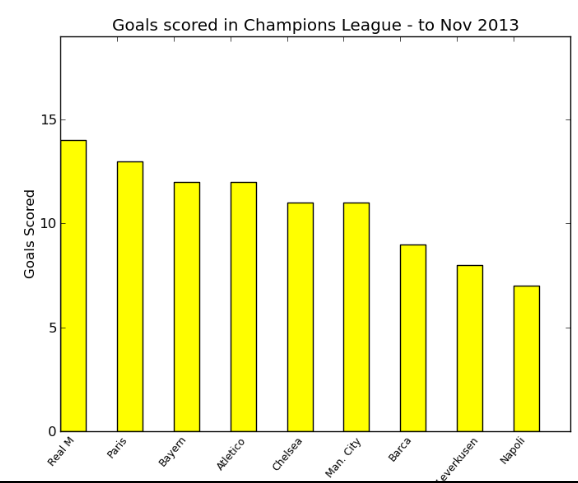 Goals scored in Champions League - to Nov 2013
15
10
5
0
Goals Scored
Real M
Paris
Bayern
Atletico
Chelsea
Man. City
Barca
Leverkusen
Napoli